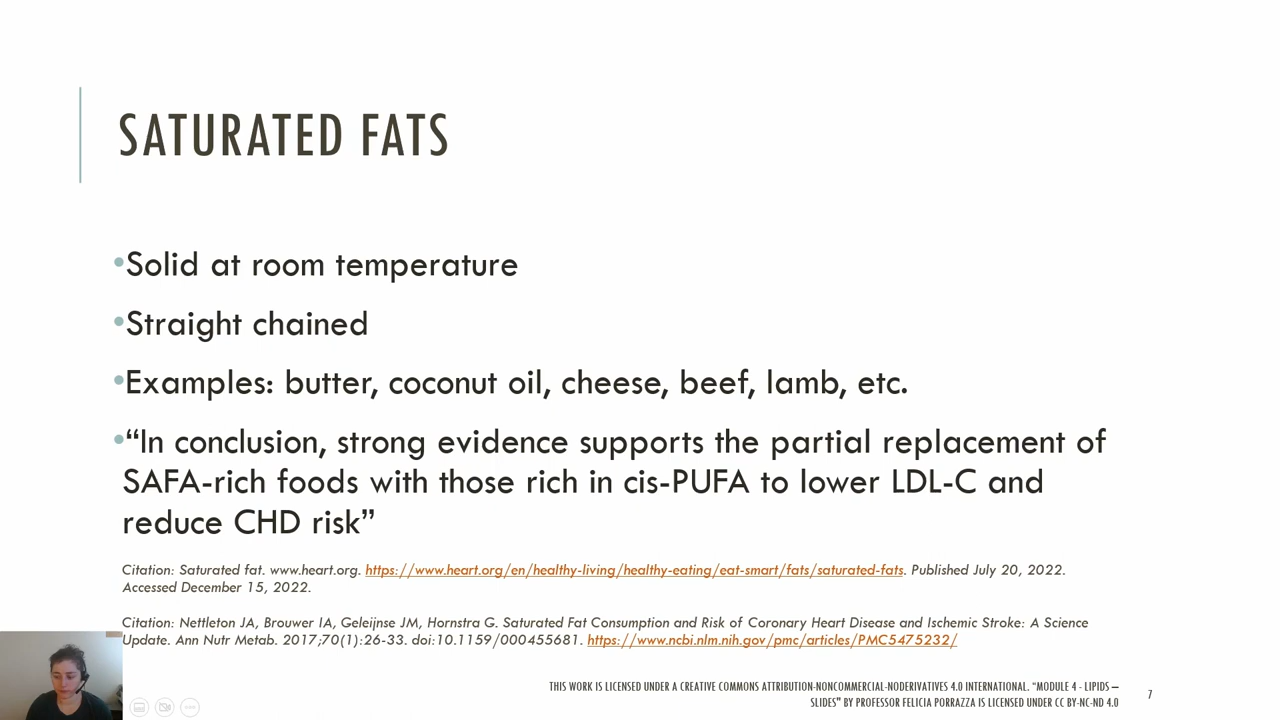 SATURATED FATS
•Solid at room temperature
•Straight chained
•Examples: butter, coconut oil, cheese, beef, lamb, etc.
•“In conclusion, strong evidence supports the partial replacement of
SAFA-rich foods with those rich in cis-PUFA to lower LDL-C and
reduce CHD risk”
Citation: Saturated fat. www.heart.org. https://www.heart.org/en/healthy-living/healthy-eating/eat-smart/fats/saturated-fats. Published July 20, 2022.
Accessed December 15, 2022.
Citation: Nettleton JA, Brouwer IA, Geleijnse JM, Hornstra G. Saturated Fat Consumption and Risk of Coronary Heart Disease and Ischemic Stroke: A Science
Update. Ann Nutr Metab. 2017;70(1):26-33. doi:10.1159/000455681. https://www.ncbi.nlm.nih.gov/pmc/articles/PMC5475232/
THIS WORK IS LICENSED UNDER A CREATIVE COMMONS ATTRIBUTION-NONCOMMERCIAL-NODERIVATIVES 4.0 INTERNATIONAL. “MODULE 4 - LIPIDS –
SLIDES” BY PROFESSOR FELICIA PORRAZZA IS LICENSED UNDER CC BY-NC-ND 4.0
7